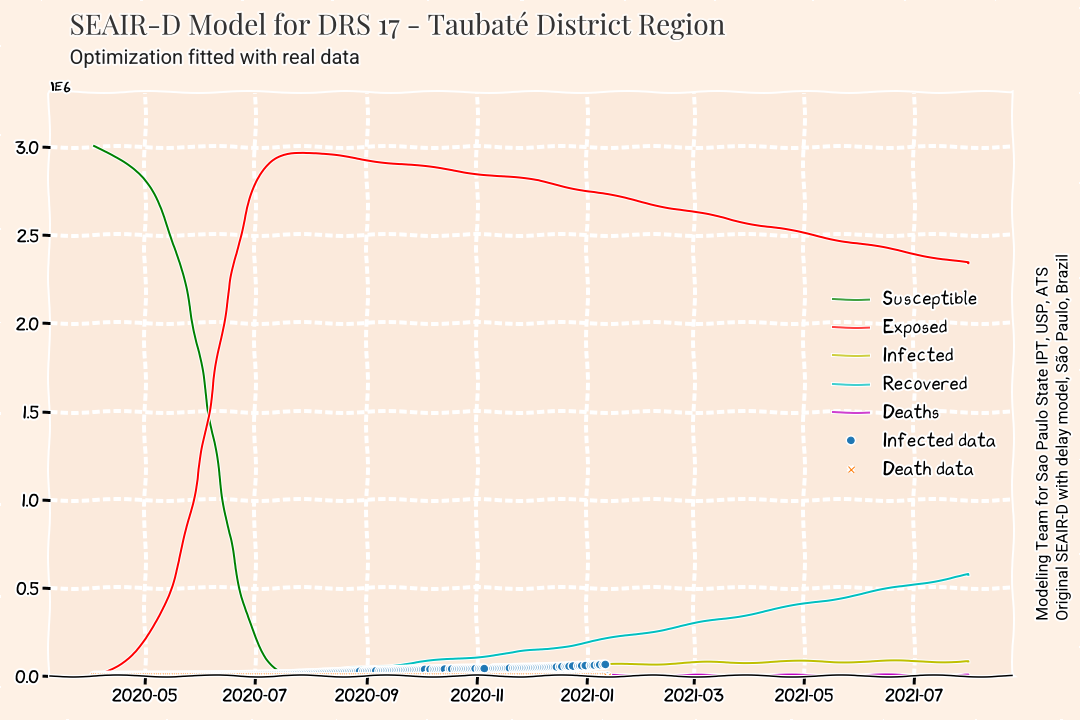 SEAIR-D Model for DRS 17 - Taubaté District Region
Optimization fitted with real data
1E6
3.0
2.5
2.0
1.5
1.0
0.5
0.0
2020-05 2020-07 2020-09 2020-11 2021-01 2021-03 2021-05 2021-07
Susceptible
Exposed
Infected
Recovered
Deaths
Infected data
Death data
Modeling Team for Sao Paulo State IPT, USP, ATS
Original SEAIR-D with delay model, São Paulo, Brazil